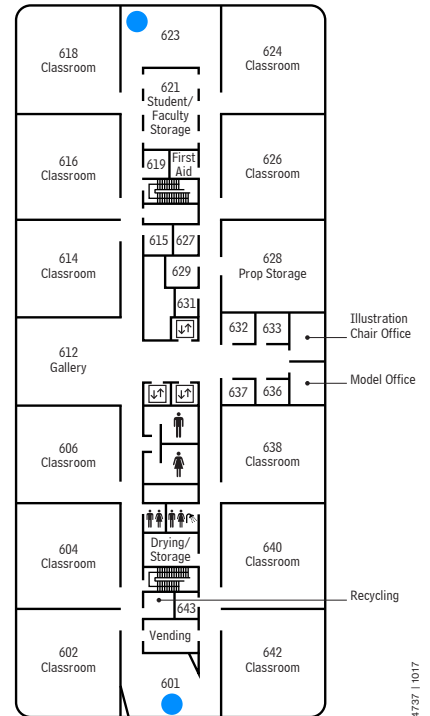 623
618
Classroom
624
Classroom
621
Student/
Faculty
Storage
616
Classroom
619
First
Aid
626
Classroom
615
627
614
Classroom
629
628
Prop Storage
631
632
633
Illustration
Chair Office
612
Gallery
637
636
Model Office
606
Classroom
638
Classroom
604
Classroom
Drying/
Storage
640
Classroom
643
Recycling
Vending
602
Classroom
601
642
Classroom
4737 | 1017